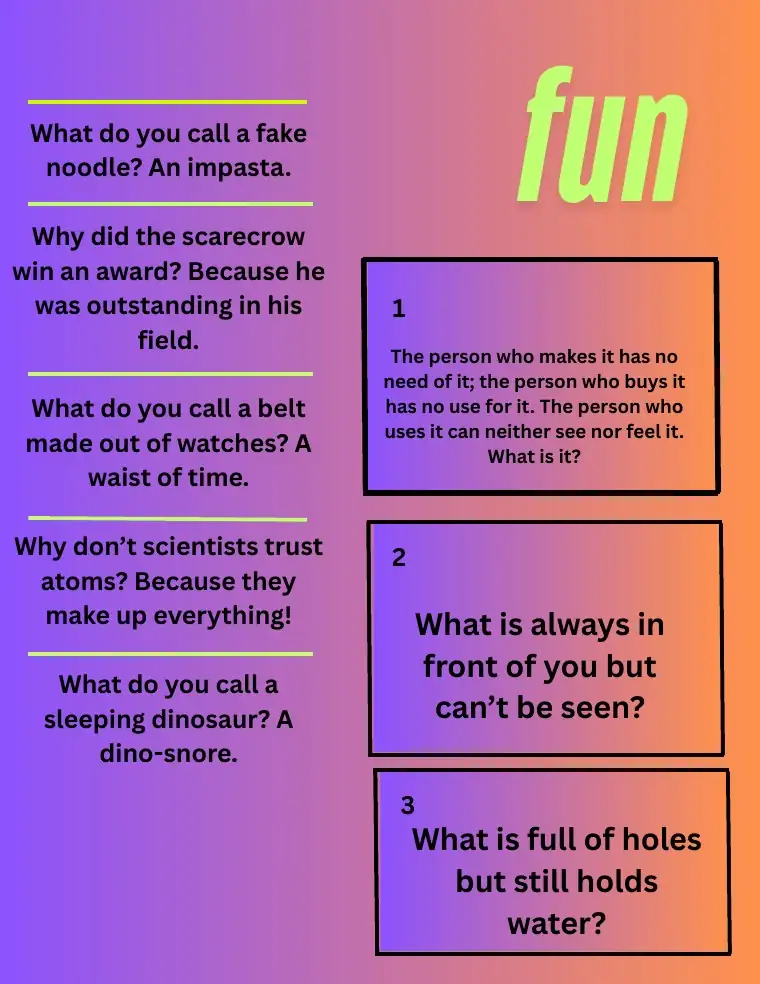 fun
What do you call a fake
noodle? An impasta.
Why did the scarecrow
win an award? Because he
was outstanding in his
field.
What do you call a belt
made out of watches? A
waist of time.
Why don’t scientists trust
atoms? Because they
make up everything!
What do you call a
sleeping dinosaur? A
dino-snore.
1
The person who makes it has no
need of it; the person who buys it
has no use for it. The person who
uses it can neither see nor feel it.
What is it?
2
What is always in
front of you but
can’t be seen?
3
What is full of holes
but still holds
water?